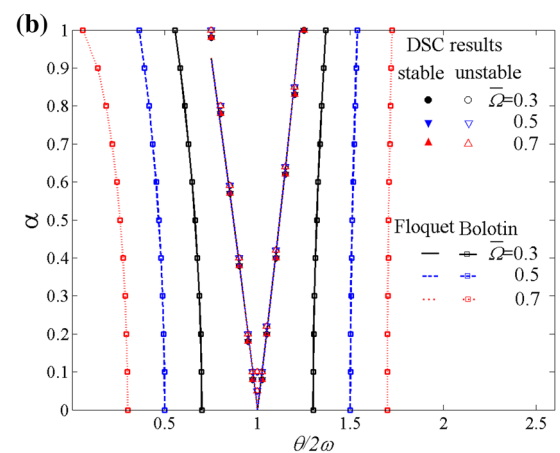 (b)
1
0.9
0.8
0.7
0.6
0.5
0.4
0.3
0.2
0.1
0
α
DSC results
stable unstable
Ω̅=0.3
0.5
0.7
Floquet Bolotin
Ω̅=0.3
0.5
0.7
0.5 1 1.5 2 2.5
θ/2ω